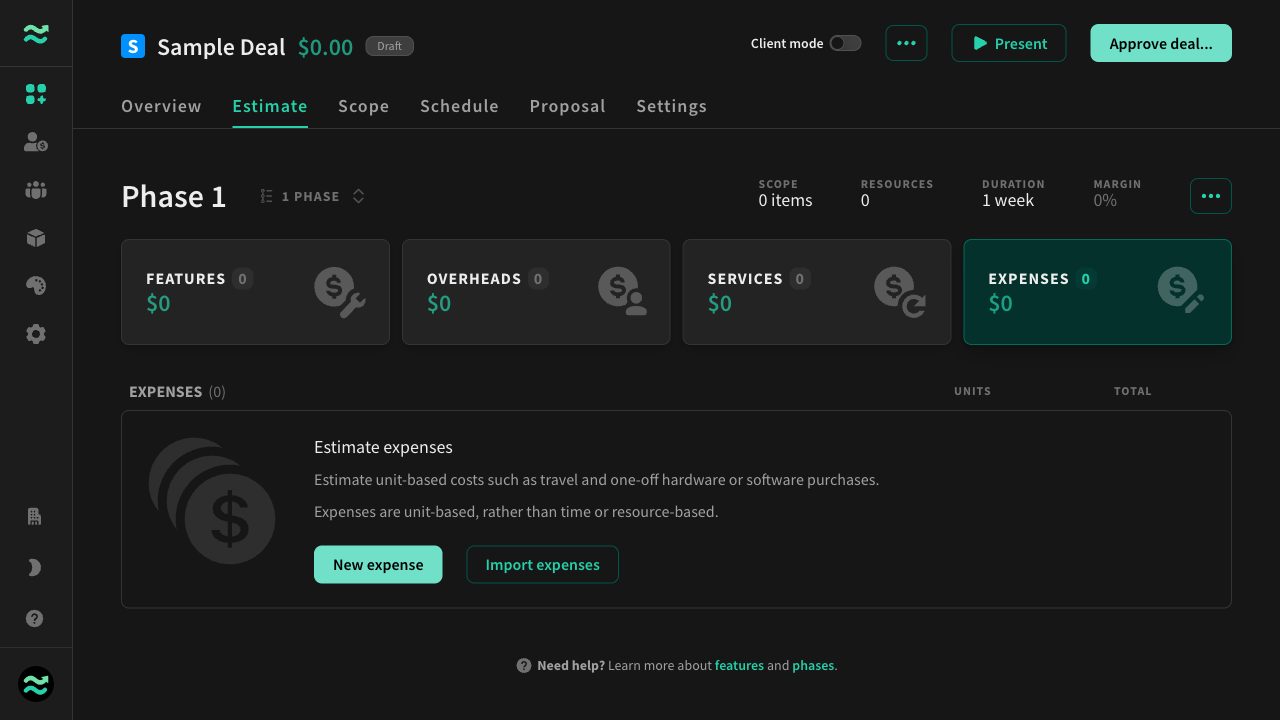 S Sample Deal $0.00 Draft
Client mode
Present
Approve deal...
Overview Estimate Scope Schedule Proposal Settings
Phase 1
1 PHASE
SCOPE
0 items
RESOURCES
0
DURATION
1 week
MARGIN
0%
FEATURES 0
$0
OVERHEADS 0
$0
SERVICES 0
$0
EXPENSES 0
$0
EXPENSES (0) UNITS TOTAL
Estimate expenses
Estimate unit-based costs such as travel and one-off hardware or software purchases.
Expenses are unit-based, rather than time or resource-based.
New expense Import expenses
Need help? Learn more about features and phases.